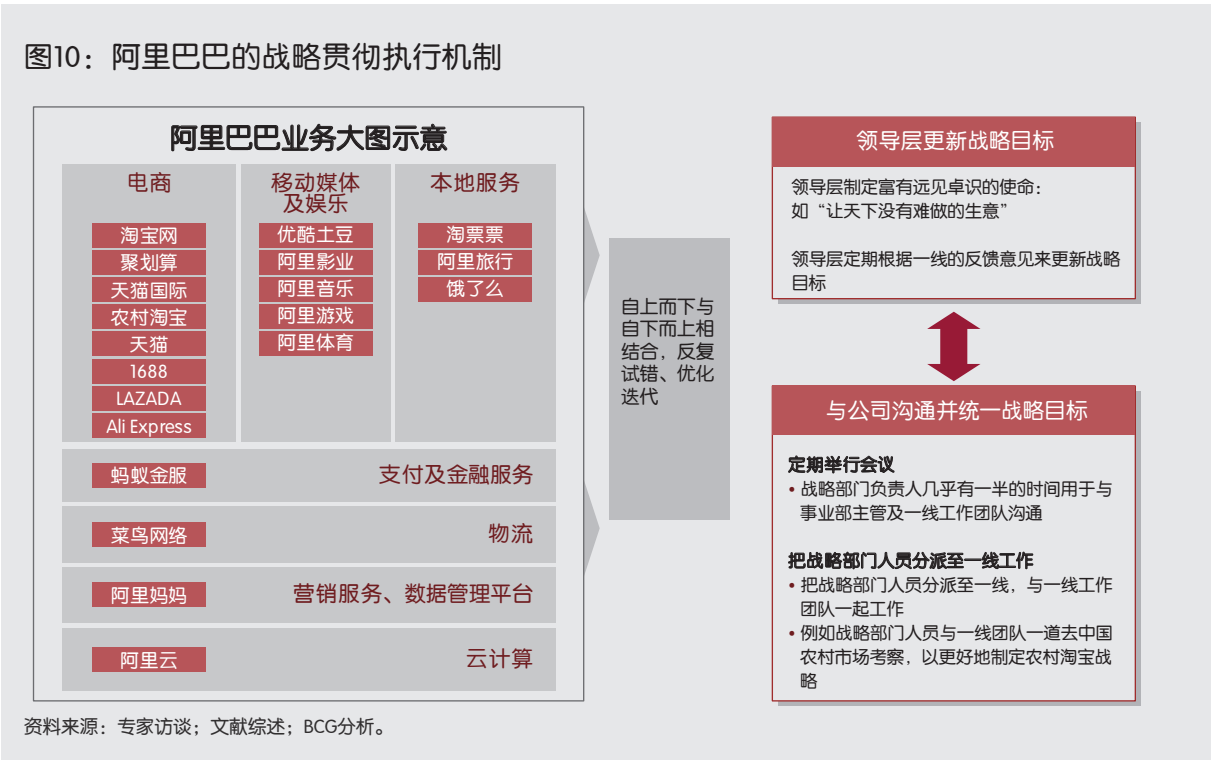 图10：阿里巴巴的战略贯彻执行机制
阿里巴巴业务大图示意
电商
淘宝网
聚划算
天猫国际
农村淘宝
天猫
1688
LAZADA
Ali Express
移动媒体
及娱乐
优酷土豆
阿里影业
阿里音乐
阿里游戏
阿里体育
本地服务
淘票票
阿里旅行
饿了么
蚂蚁金服
支付及金融服务
菜鸟网络
物流
阿里妈妈
营销服务、数据管理平台
阿里云
云计算
自上而下与
自下而上相
结合，反复
试错、优化
迭代
领导层更新战略目标
领导层制定富有远见卓识的使命：
如“让天下没有难做的生意”
领导层定期根据一线的反馈意见来更新战略
目标
与公司沟通并统一战略目标
定期举行会议
• 战略部门负责人几乎有一半的时间用于与
事业部主管及一线工作团队沟通
把战略部门人员分派至一线工作
• 把战略部门人员分派至一线，与一线工作
团队一起工作
• 例如战略部门人员与一线团队一道去中国
农村市场考察，以更好地制定农村淘宝战
略
资料来源：专家访谈；文献综述；BCG分析。